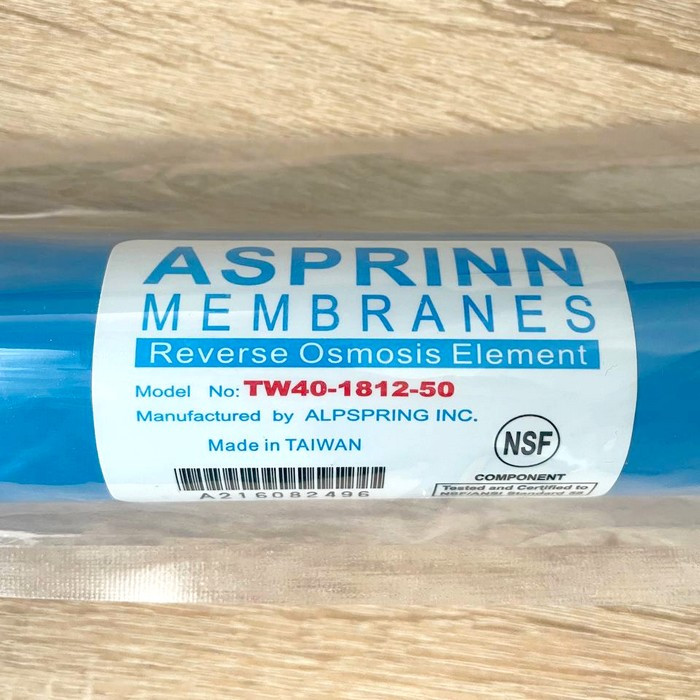 ASPRINN
MEMBRANES
Reverse Osmosis Element
Model No: TW40-1812-50
Manufactured by ALPSPRING INC.
Made in TAIWAN
NSF
COMPONENT
Tested and Certified to
NSF/ANSI Standard 58
A216082496